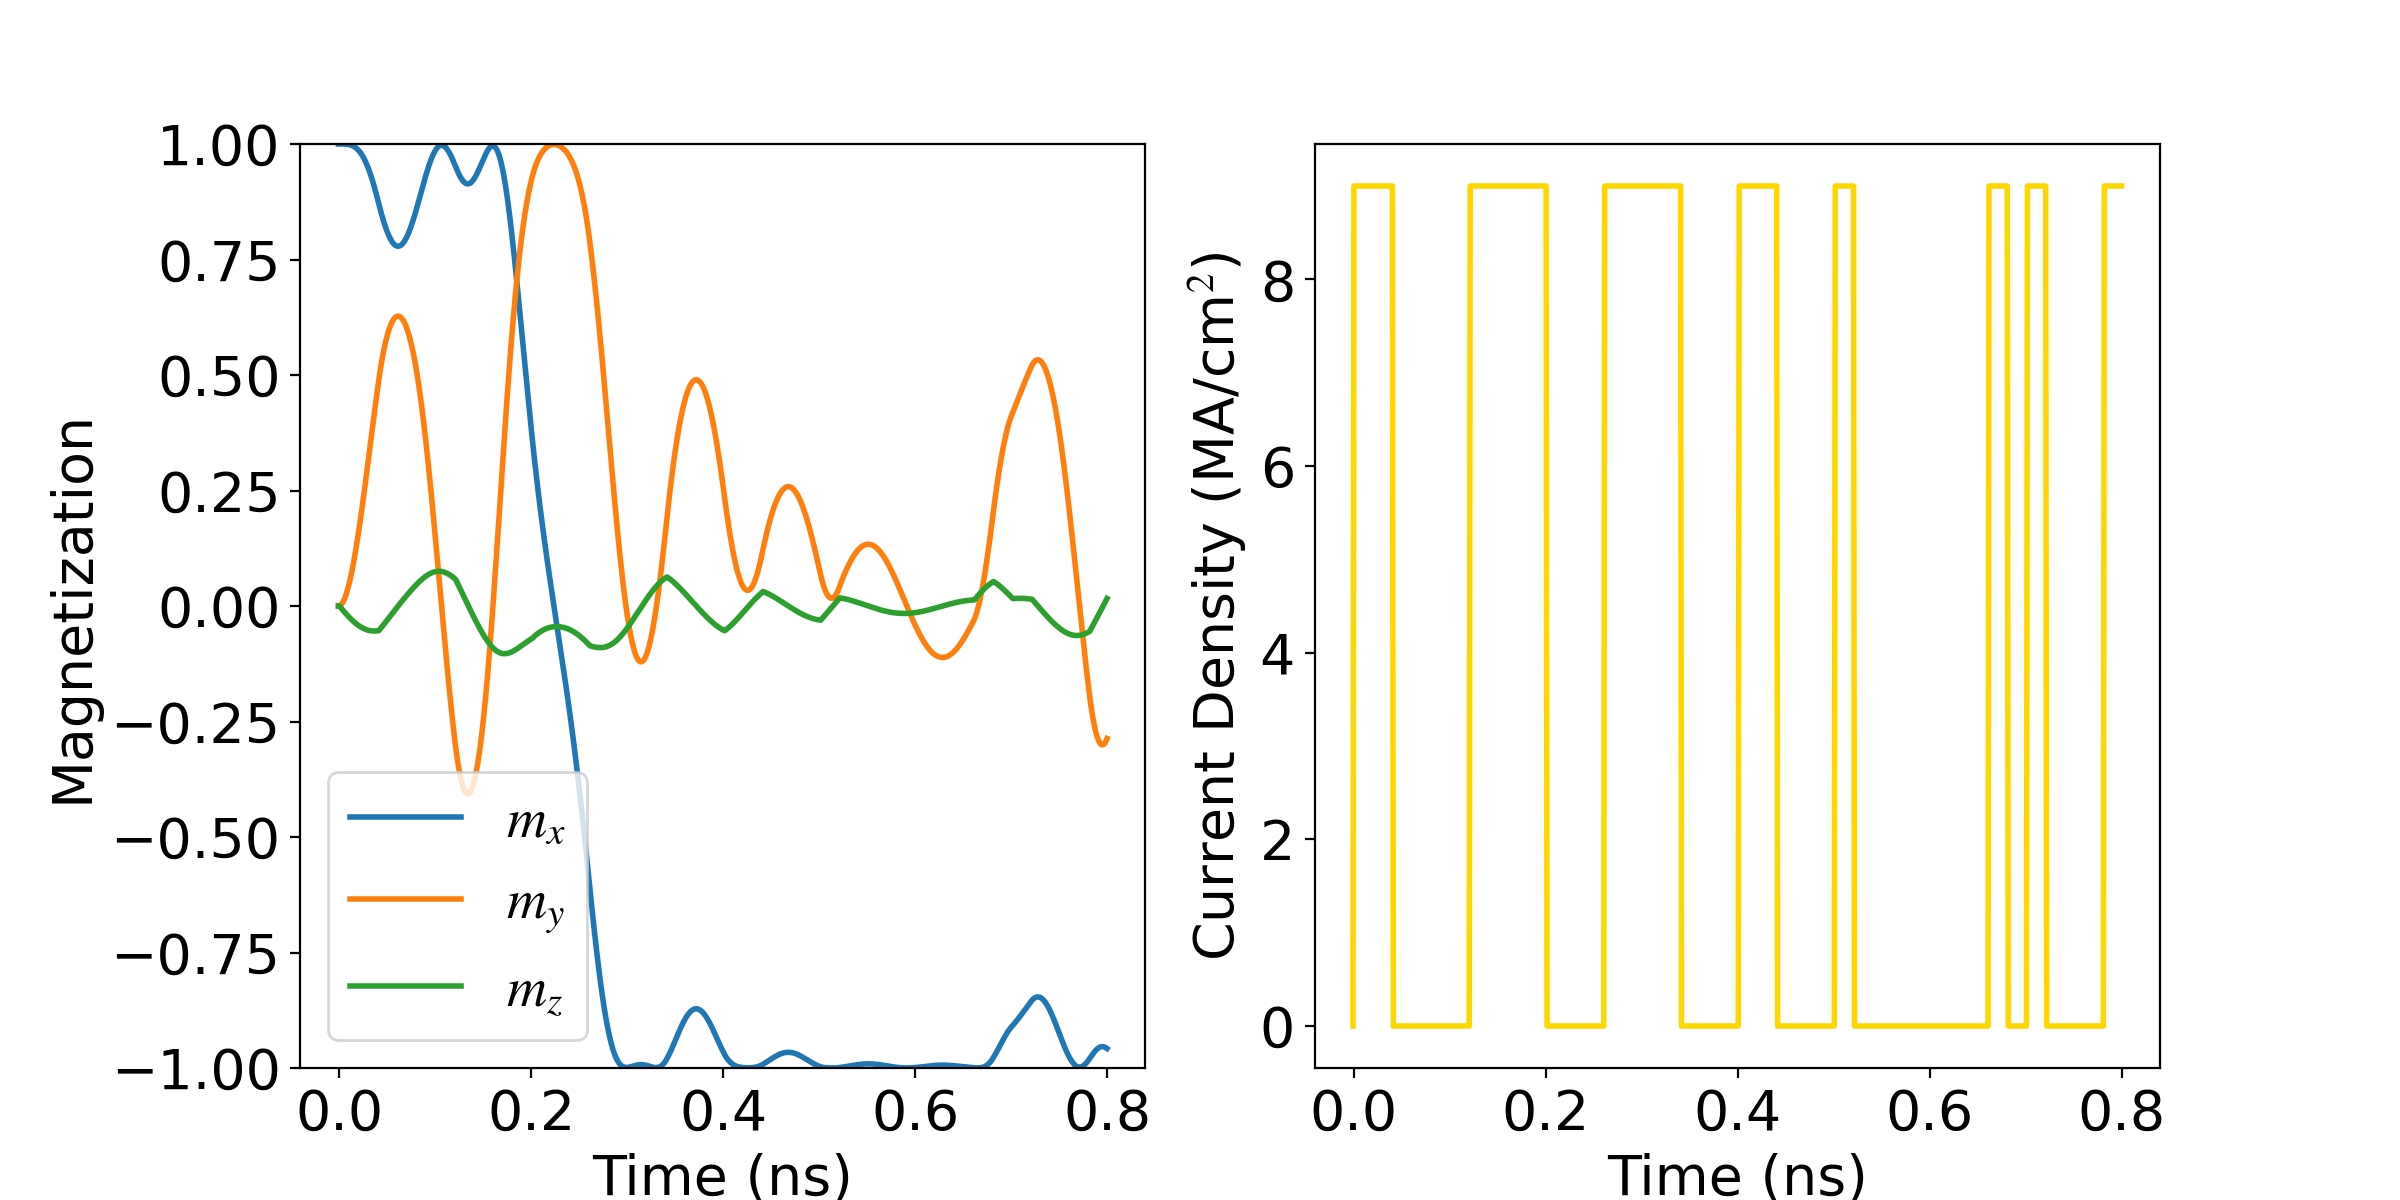 1.00
0.75
0.50
0.25
0.00
−0.25
−0.50
−0.75
−1.00
Magnetization
m_x
m_y
m_z
0.0 0.2 0.4 0.6 0.8
Time (ns)
8
6
4
2
0
Current Density (MA/cm²)
0.0 0.2 0.4 0.6 0.8
Time (ns)